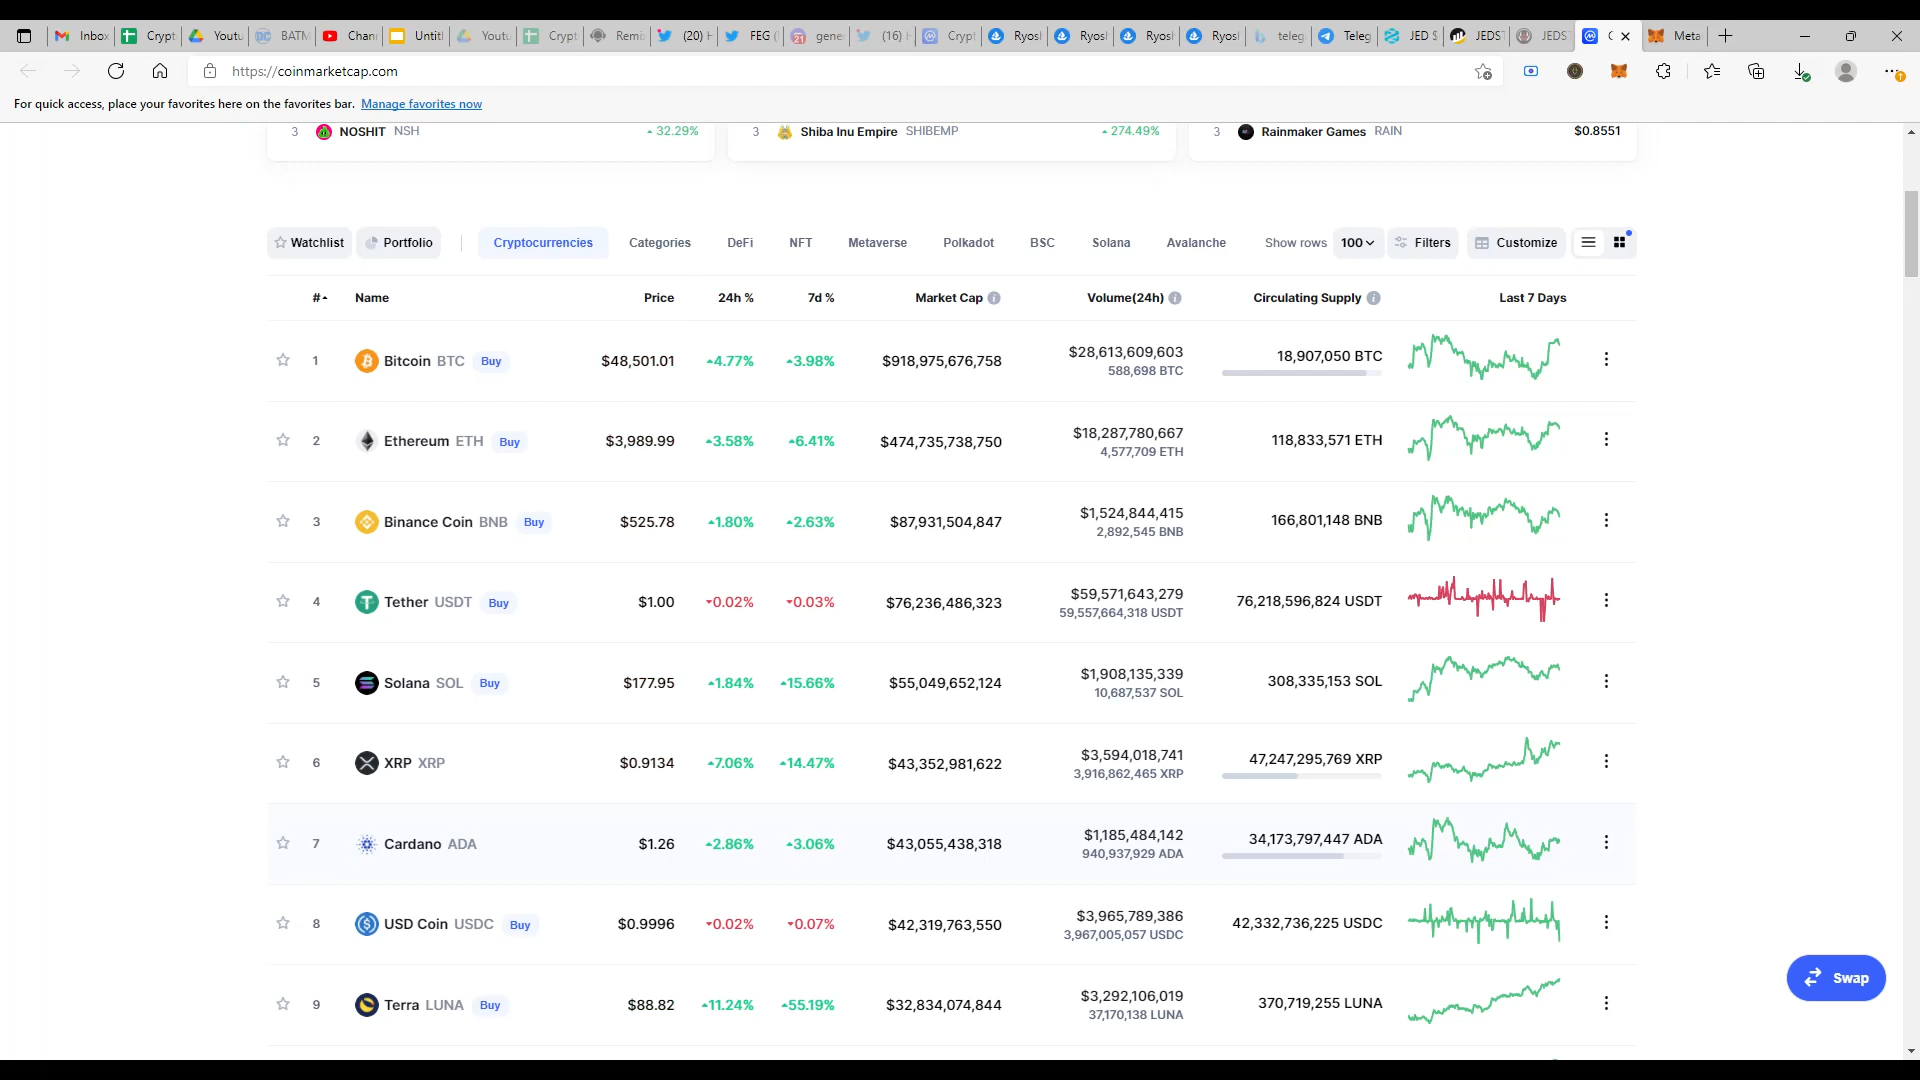 Inbox Crypt Youtu BATM Chan Untitl Youtu Crypt Remi (20) FEG ( gene (16) Crypt Ryosl Ryosl Ryosl Ryosl teleg Teleg JED $ JEDST JEDST Meta
https://coinmarketcap.com
For quick access, place your favorites here on the favorites bar. Manage favorites now
3 NOSHIT NSH 32.29% 3 Shiba Inu Empire SHIBEMP 274.49% 3 Rainmaker Games RAIN $0.8551
Watchlist Portfolio Cryptocurrencies Categories DeFi NFT Metaverse Polkadot BSC Solana Avalanche Show rows 100 Filters Customize
# Name Price 24h % 7d % Market Cap Volume(24h) Circulating Supply Last 7 Days
1 Bitcoin BTC Buy $48,501.01 4.77% 3.98% $918,975,676,758 $28,613,609,603 18,907,050 BTC
588,698 BTC
2 Ethereum ETH Buy $3,989.99 3.58% 6.41% $474,735,738,750 $18,287,780,667 118,833,571 ETH
4,577,709 ETH
3 Binance Coin BNB Buy $525.78 1.80% 2.63% $87,931,504,847 $1,524,844,415 166,801,148 BNB
2,892,545 BNB
4 Tether USDT Buy $1.00 0.02% 0.03% $76,236,486,323 $59,571,643,279 76,218,596,824 USDT
59,557,664,318 USDT
5 Solana SOL Buy $177.95 1.84% 15.66% $55,049,652,124 $1,908,135,339 308,335,153 SOL
10,687,537 SOL
6 XRP XRP $0.9134 7.06% 14.47% $43,352,981,622 $3,594,018,741 47,247,295,769 XRP
3,916,862,465 XRP
7 Cardano ADA $1.26 2.86% 3.06% $43,055,438,318 $1,185,484,142 34,173,797,447 ADA
940,937,929 ADA
8 USD Coin USDC Buy $0.9996 0.02% 0.07% $42,319,763,550 $3,965,789,386 42,332,736,225 USDC
3,967,005,057 USDC
9 Terra LUNA Buy $88.82 11.24% 55.19% $32,834,074,844 $3,292,106,019 370,719,255 LUNA
37,170,138 LUNA
Swap